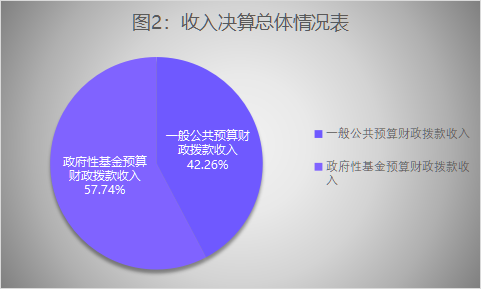 图2：收入决算总体情况表
一般公共预算财
政拨款收入
42.26%
政府性基金预算
财政拨款收入
57.74%
一般公共预算财政拨款收入
政府性基金预算财政拨款收
入